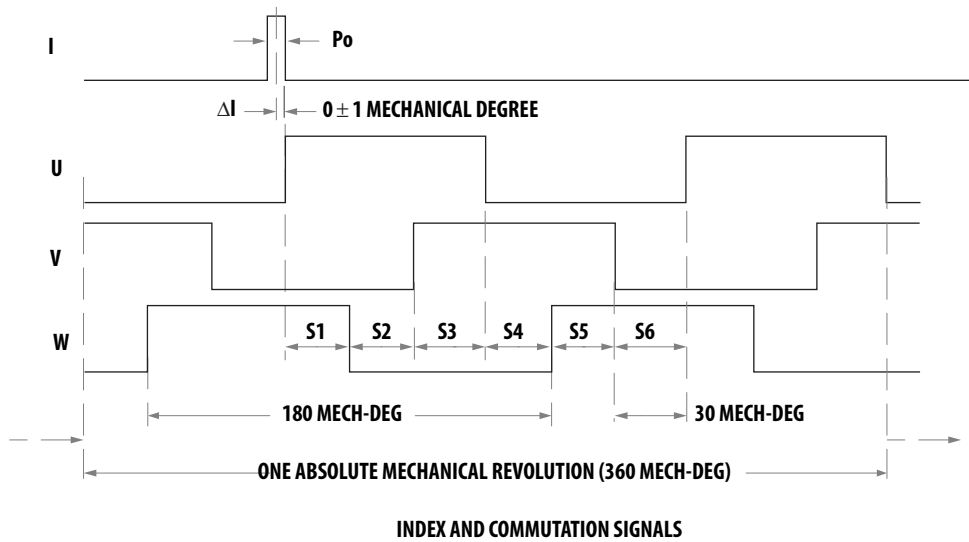 I
Po
ΔI
0 ± 1 MECHANICAL DEGREE
U
V
W
S1 S2 S3 S4 S5 S6
180 MECH-DEG
30 MECH-DEG
ONE ABSOLUTE MECHANICAL REVOLUTION (360 MECH-DEG)
INDEX AND COMMUTATION SIGNALS